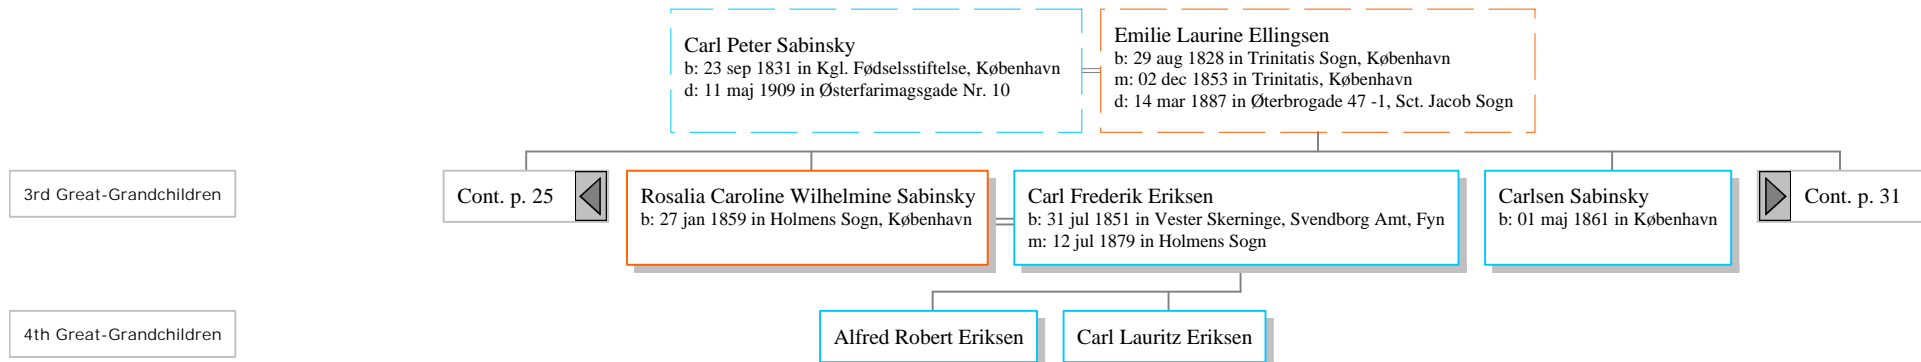 Carl Peter Sabinsky
b: 23 sep 1831 in Kgl. Fødselsstiftelse, København
d: 11 maj 1909 in Østerfarimagsgade Nr. 10
Emilie Laurine Ellingsen
b: 29 aug 1828 in Trinitatis Sogn, København
m: 02 dec 1853 in Trinitatis, København
d: 14 mar 1887 in Øterbrogade 47 -1, Sct. Jacob Sogn
3rd Great-Grandchildren
Cont. p. 25
Rosalia Caroline Wilhelmine Sabinsky
b: 27 jan 1859 in Holmens Sogn, København
Carl Frederik Eriksen
b: 31 jul 1851 in Vester Skerninge, Svendborg Amt, Fyn
m: 12 jul 1879 in Holmens Sogn
Carlsen Sabinsky
b: 01 maj 1861 in København
Cont. p. 31
4th Great-Grandchildren
Alfred Robert Eriksen
Carl Lauritz Eriksen